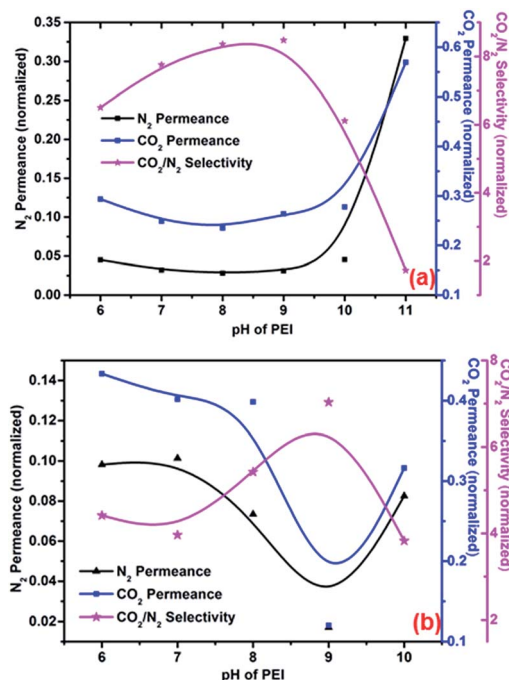 0.35
0.30
0.25
0.20
0.15
0.10
0.05
0.00
N₂ Permeance (normalized)
N₂ Permeance
CO₂ Permeance
CO₂/N₂ Selectivity
6 7 8 9 10 11
pH of PEI
0.6
0.3
0.2
0.1
CO₂ Permeance (normalized)
8
6
4
2
CO₂/N₂ Selectivity (normalized)
(a)
0.14
0.12
0.10
0.08
0.06
0.04
0.02
N₂ Permeance (normalized)
N₂ Permeance
CO₂ Permeance
CO₂/N₂ Selectivity
6 7 8 9 10
pH of PEI
0.4
0.3
0.2
0.1
CO₂ Permeance (normalized)
8
4
2
CO₂/N₂ Selectivity (normalized)
(b)